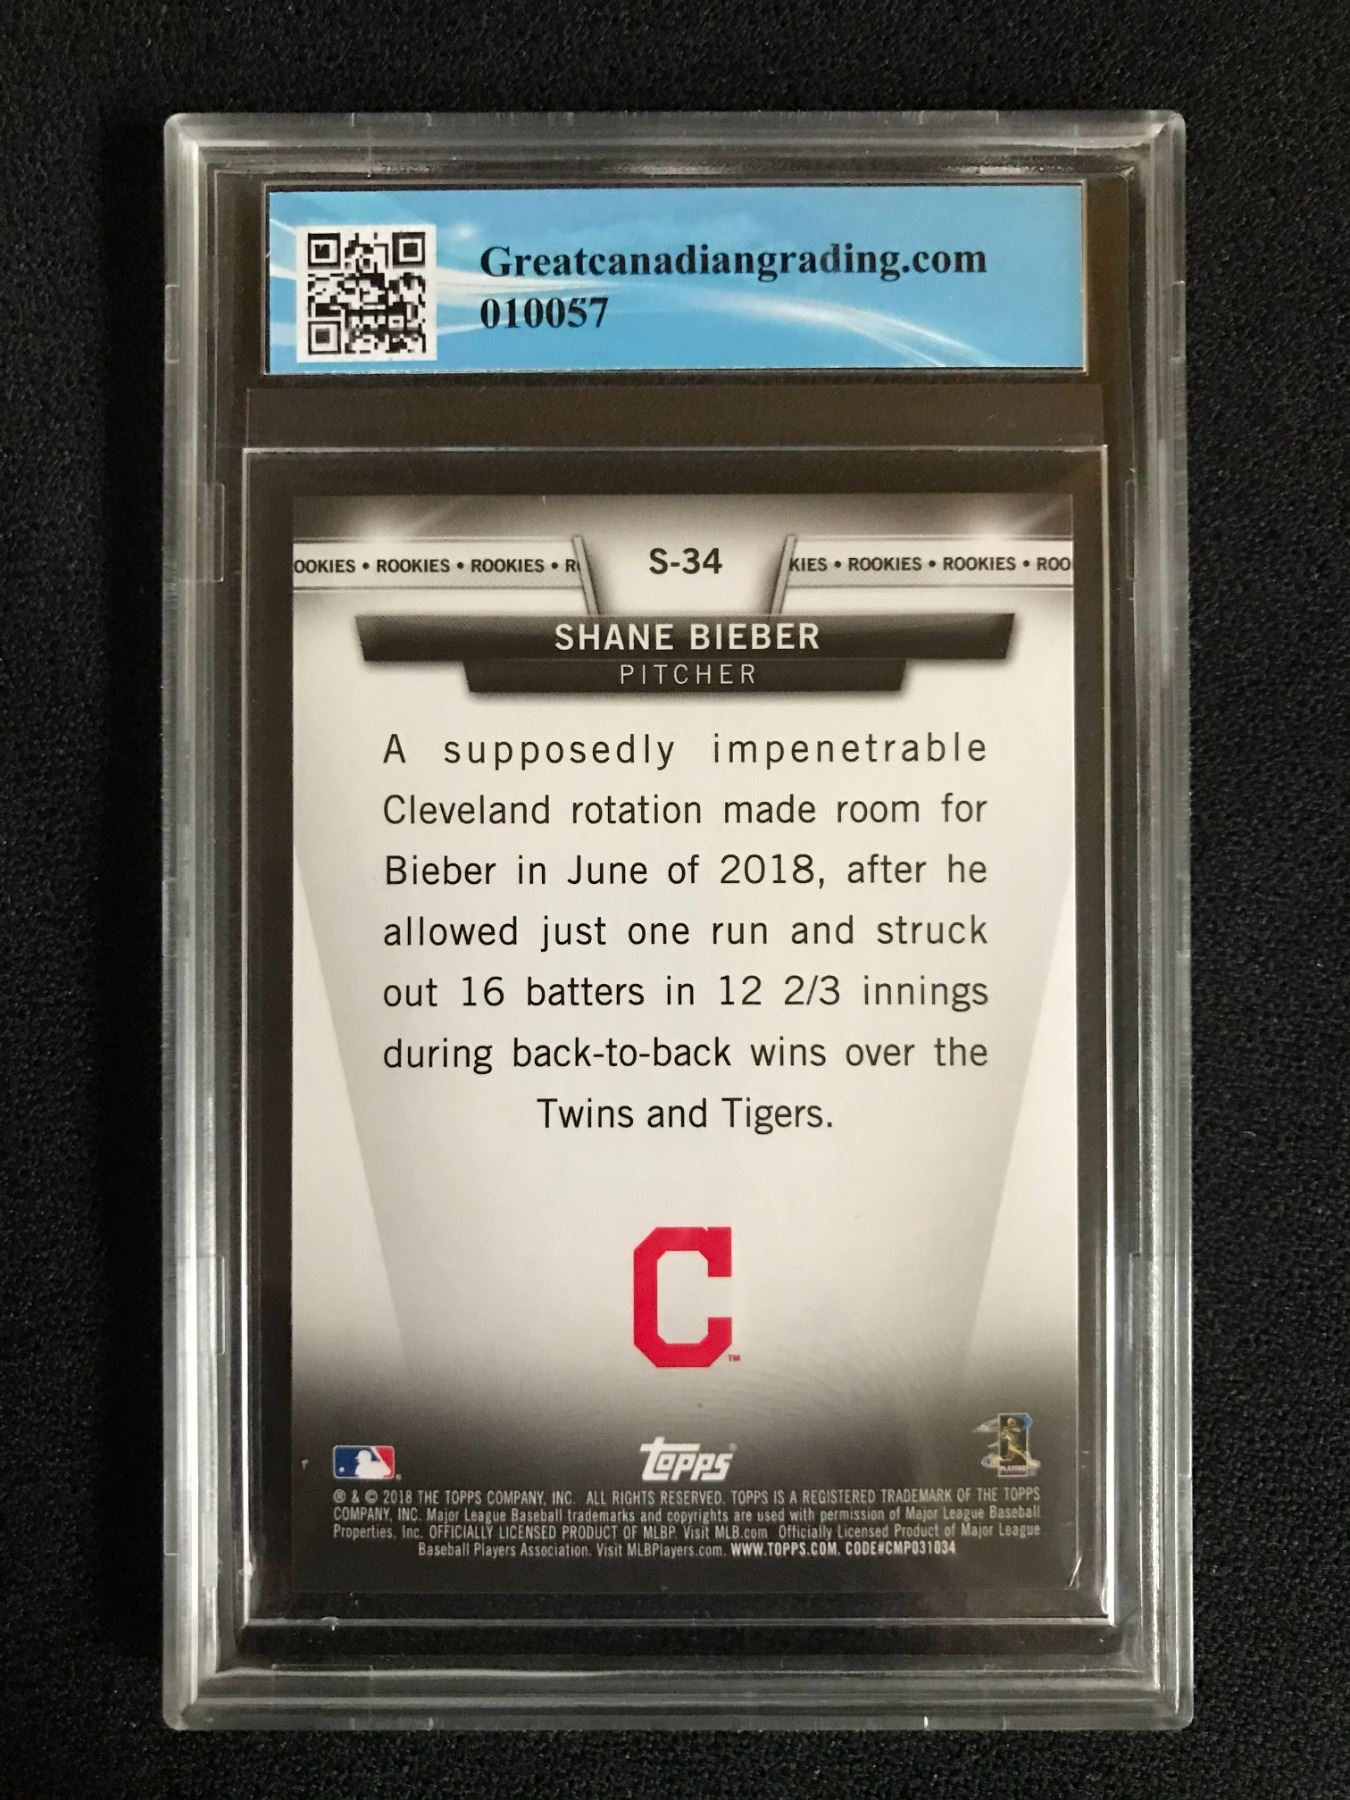 Greatcanadiangrading.com
010057
OOKIES • ROOKIES • ROOKIES • R
S-34
KIES • ROOKIES • ROOKIES • ROO
SHANE BIEBER
PITCHER
A supposedly impenetrable
Cleveland rotation made room for
Bieber in June of 2018, after he
allowed just one run and struck
out 16 batters in 12 2/3 innings
during back-to-back wins over the
Twins and Tigers.
C
™
Topps®
® & © 2018 THE TOPPS COMPANY, INC. ALL RIGHTS RESERVED. TOPPS IS A REGISTERED TRADEMARK OF THE TOPPS
COMPANY, INC. Major League Baseball trademarks and copyrights are used with permission of Major League Baseball
Properties, Inc. OFFICIALLY LICENSED PRODUCT OF MLBP. Visit MLB.com Officially Licensed Product of Major League
Baseball Players Association. Visit MLBPlayers.com. WWW.TOPPS.COM. CODE#CMP031034